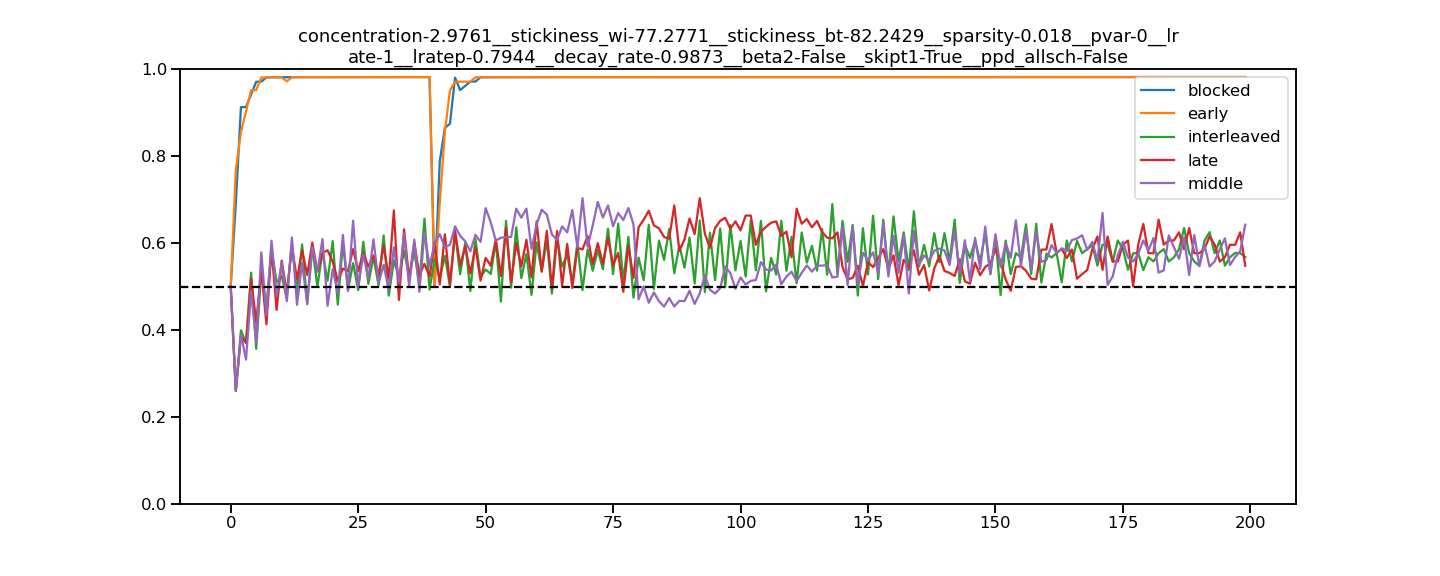 concentration-2.9761__stickiness_wi-77.2771__stickiness_bt-82.2429__sparsity-0.018__pvar-0__lr
ate-1__lratep-0.7944__decay_rate-0.9873__beta2-False__skipt1-True__ppd_allsch-False
1.0
0.8
0.6
0.4
0.2
0.0
blocked
early
interleaved
late
middle
0 25 50 75 100 125 150 175 200